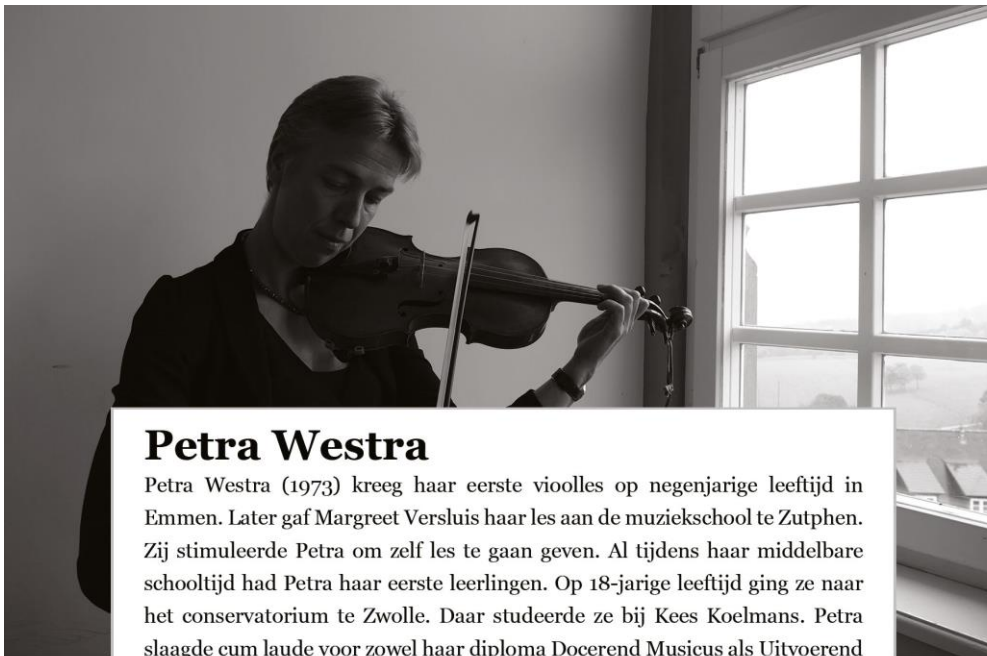 Petra Westra
Petra Westra (1973) kreeg haar eerste vioolles op negenjarige leeftijd in
Emmen. Later gaf Margreet Versluis haar les aan de muziekschool te Zutphen.
Zij stimuleerde Petra om zelf les te gaan geven. Al tijdens haar middelbare
schooltijd had Petra haar eerste leerlingen. Op 18-jarige leeftijd ging ze naar
het conservatorium te Zwolle. Daar studeerde ze bij Kees Koelmans. Petra
slaagde cum laude voor zowel haar diploma Docerend Musicus als Uitvoerend